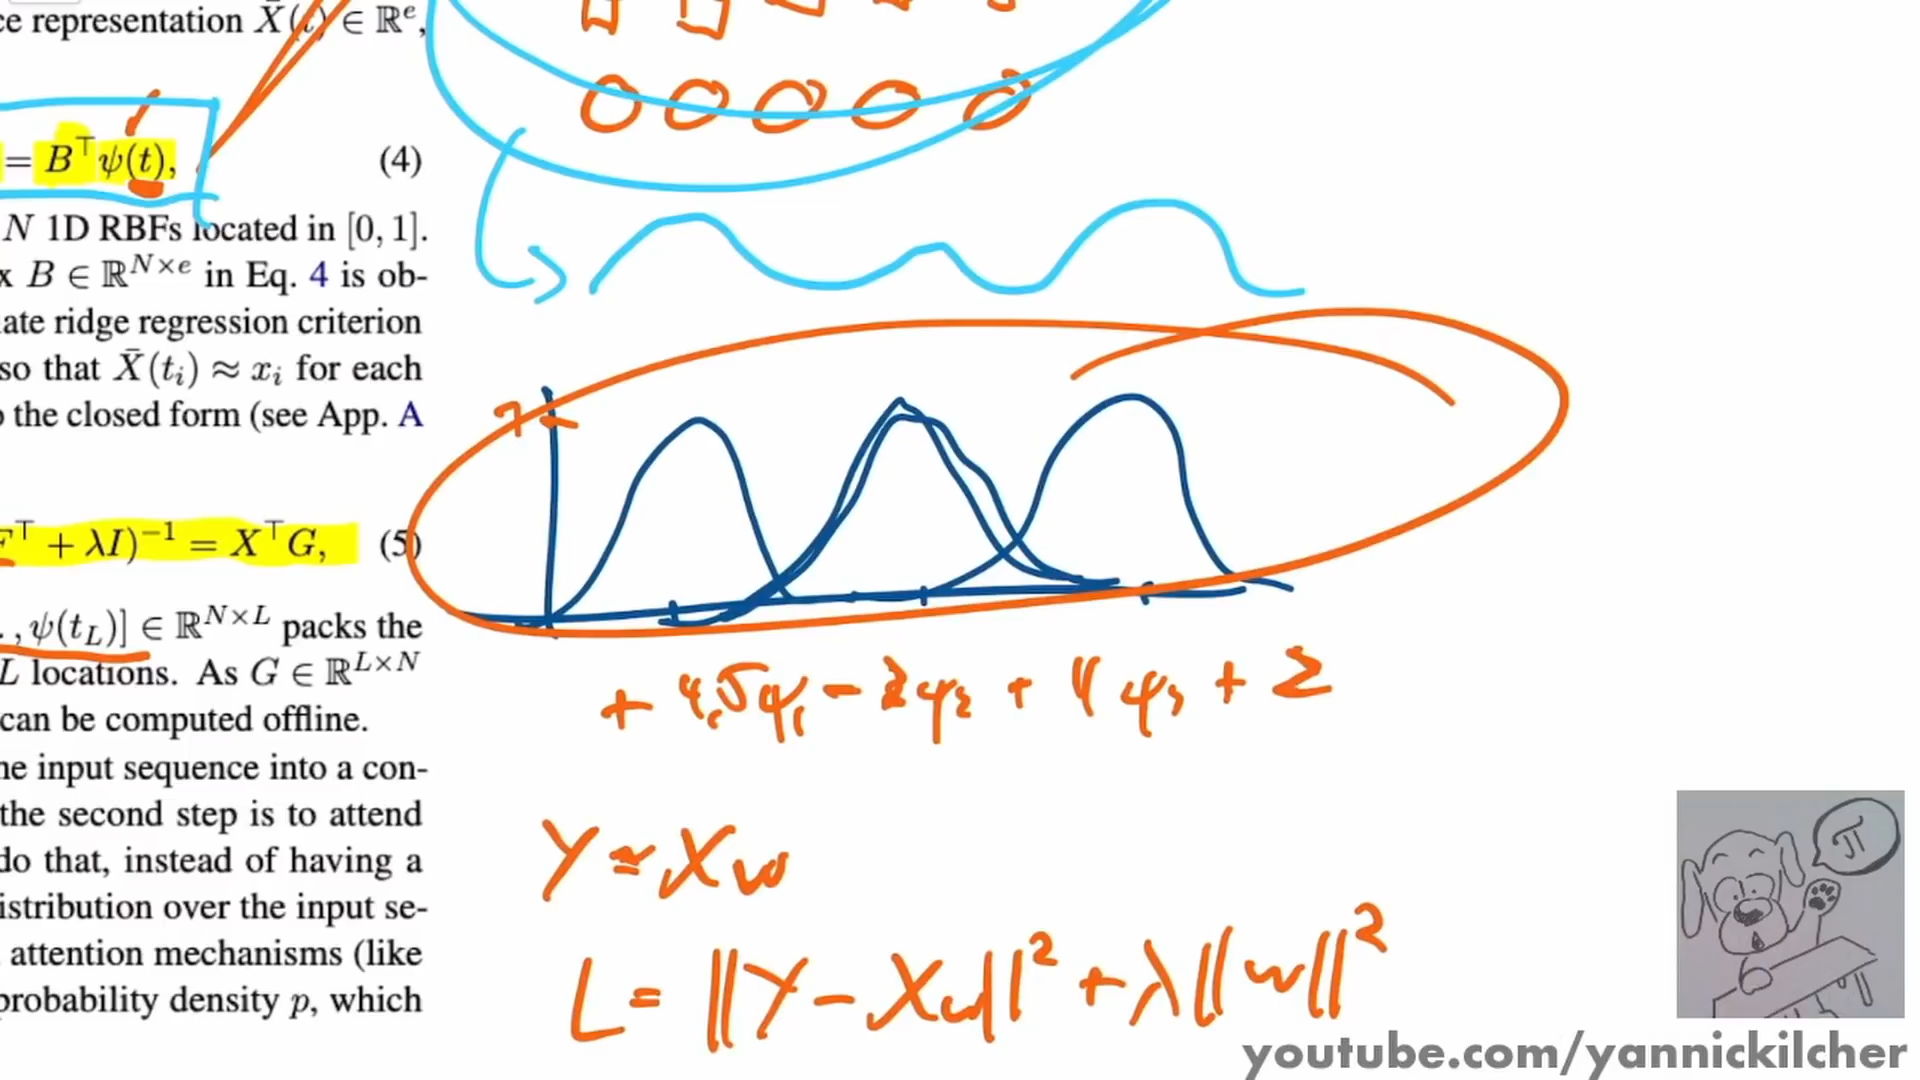 ce representation X̄(t) ∈ ℝᵉ,
= B⊤ψ(t), (4)
N 1D RBFs located in [0, 1].
x B ∈ ℝᴺˣᵉ in Eq. 4 is ob-
ate ridge regression criterion
so that X̄(tᵢ) ≈ xᵢ for each
o the closed form (see App. A
F⊤ + λI)⁻¹ = X⊤G, (5)
, ψ(t_L)] ∈ ℝᴺˣᴸ packs the
L locations. As G ∈ ℝᴸˣᴺ
can be computed offline.
he input sequence into a con-
the second step is to attend
do that, instead of having a
istribution over the input se-
attention mechanisms (like
probability density p, which
+ 4,5ψ₁ - 2ψ₂ + 4ψ₃ + 2
Y ≈ Xw
L = ||Y - Xw||² + λ||w||²
π
youtube.com/yannickilcher